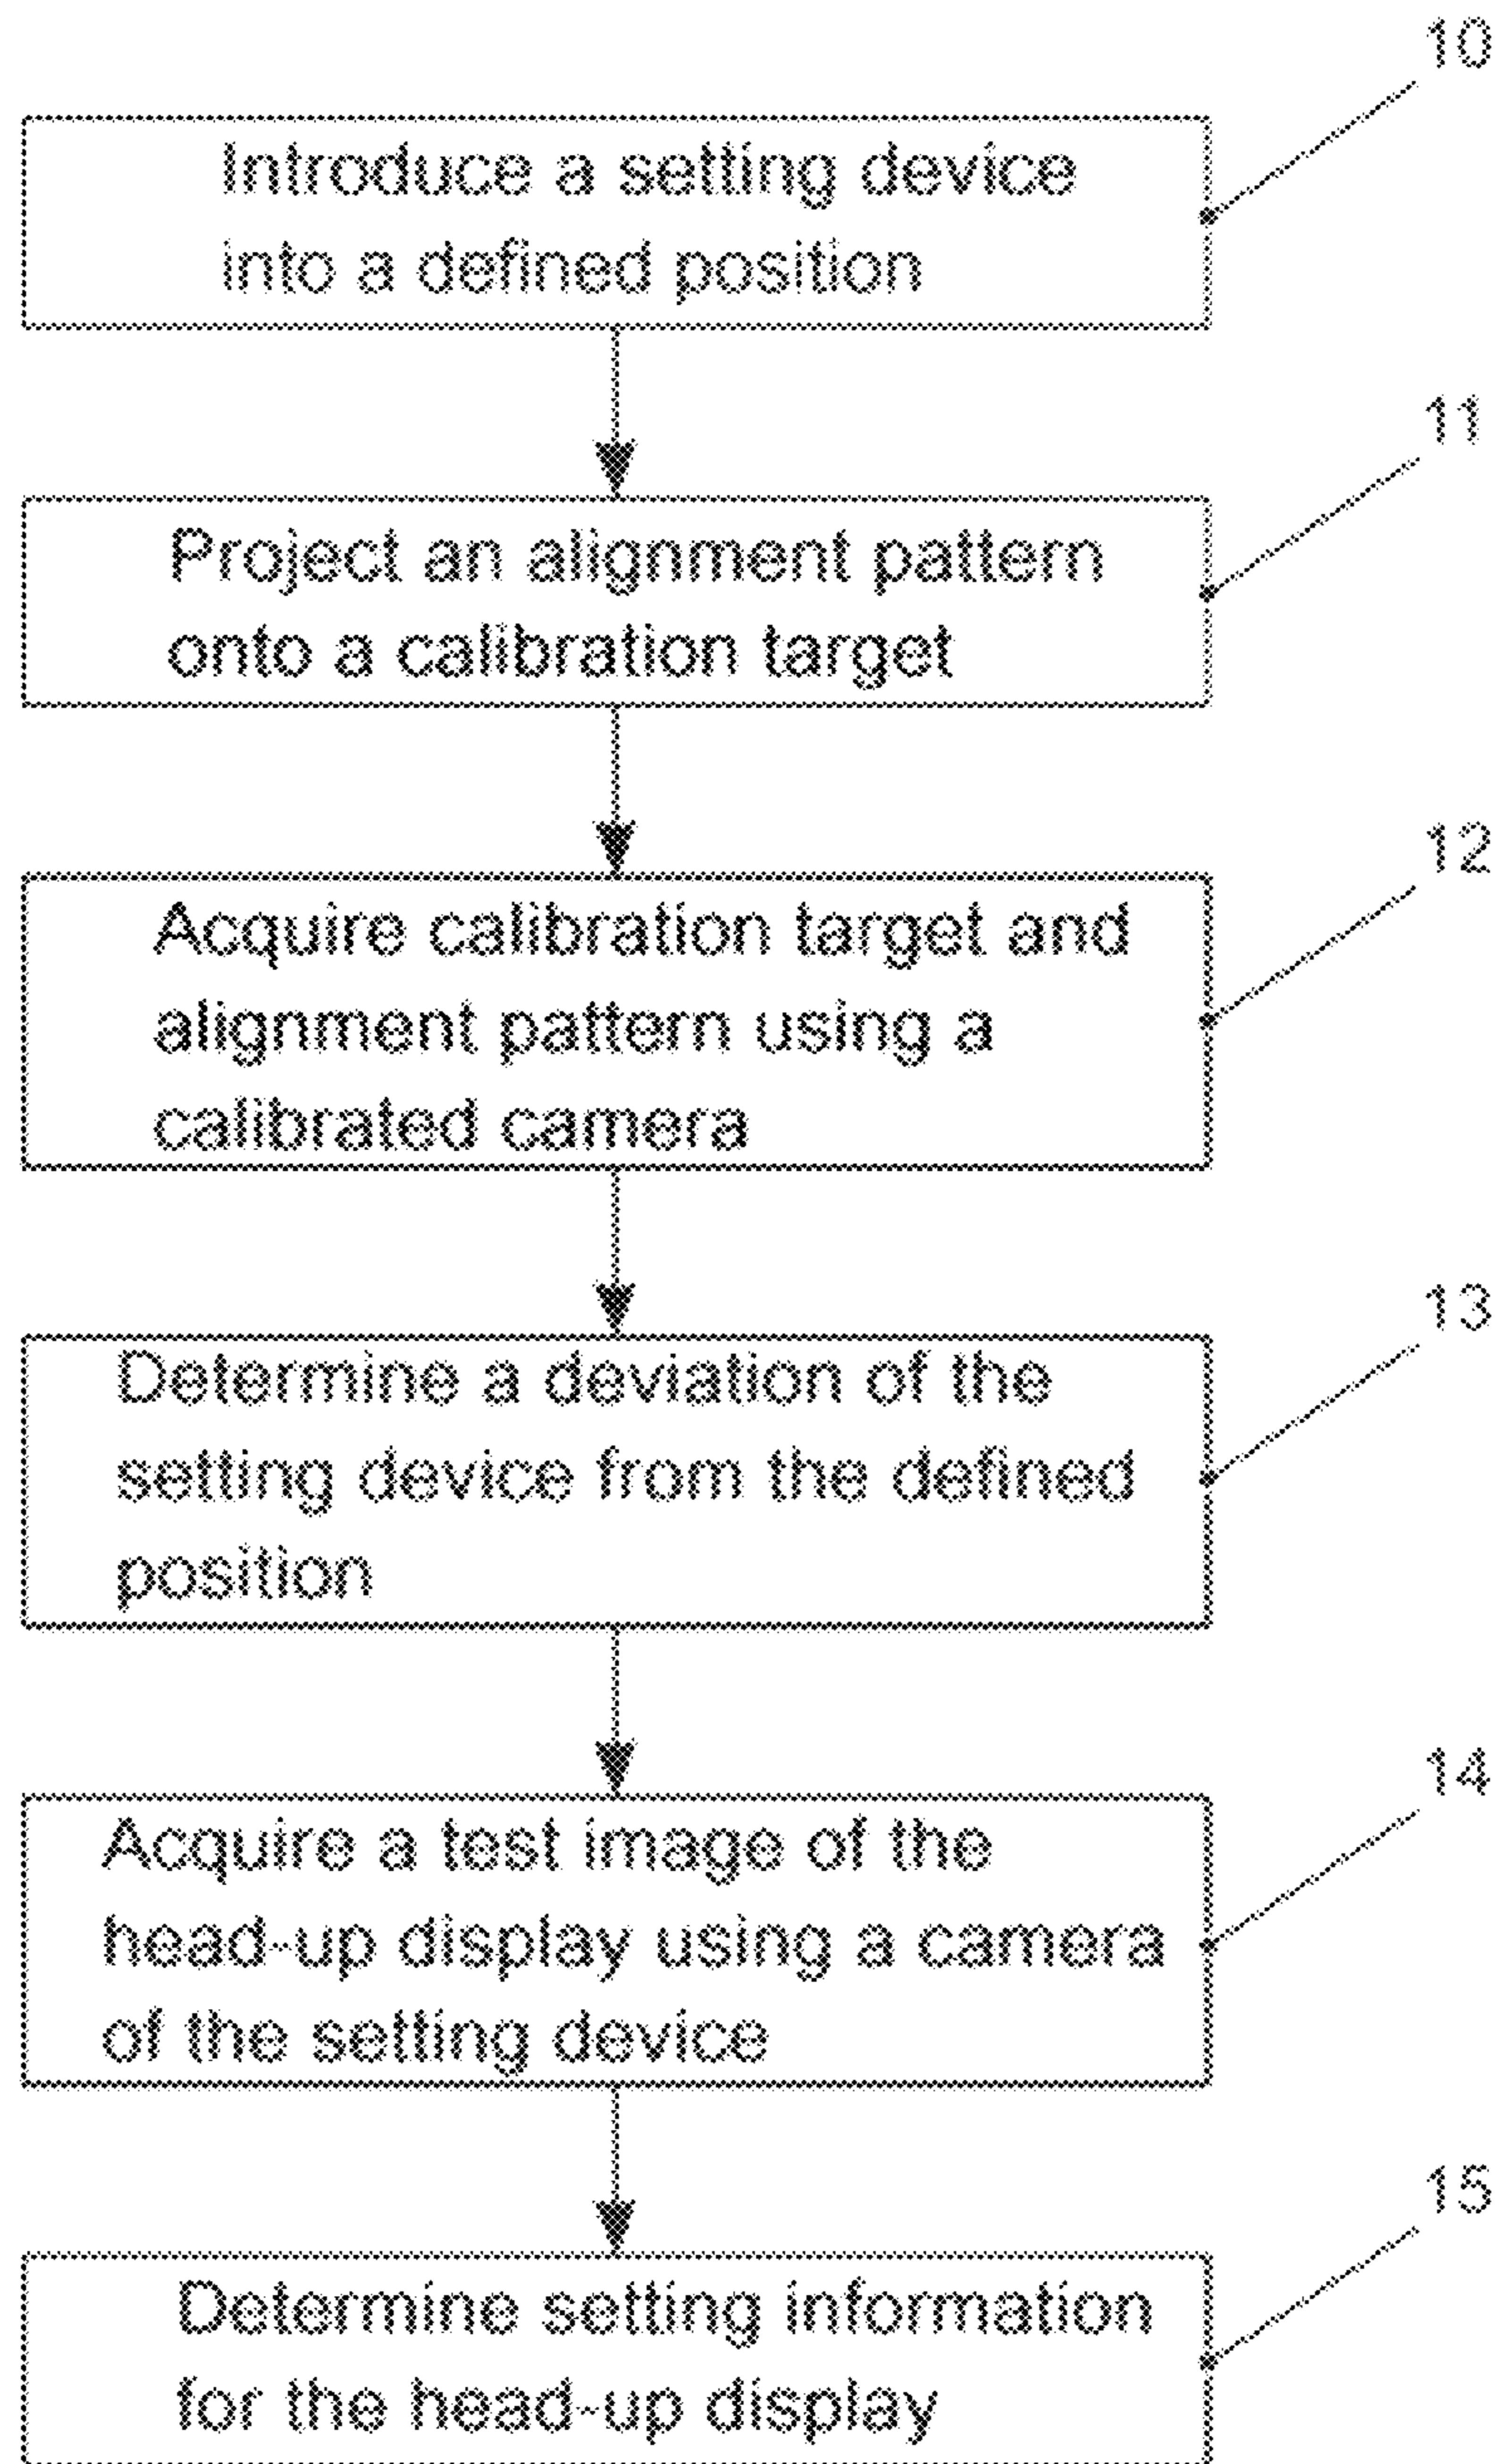 10
Introduce a setting device
into a defined position
11
Project an alignment pattern
onto a calibration target
12
Acquire calibration target and
alignment pattern using a
calibrated camera
13
Determine a deviation of the
setting device from the defined
position
14
Acquire a test image of the
head-up display using a camera
of the setting device
15
Determine setting information
for the head-up display